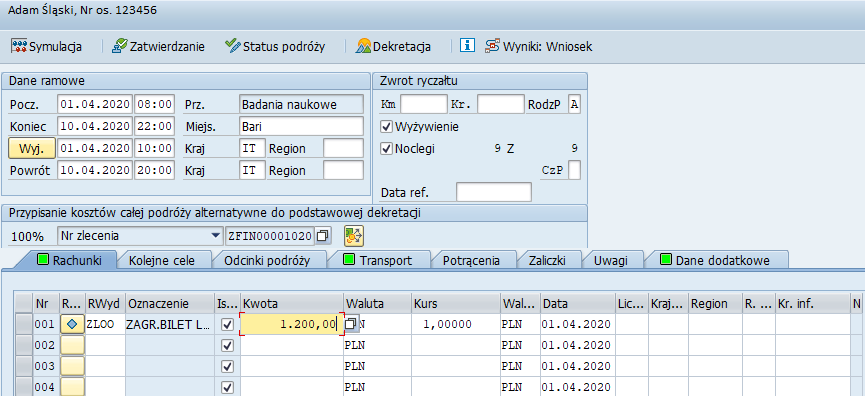 Adam Śląski, Nr os. 123456
Symulacja Zatwierdzanie Status podróży Dekretacja Wyniki: Wniosek
Dane ramowe
Pocz. 01.04.2020 08:00 Prz. Badania naukowe
Koniec 10.04.2020 22:00 Miejs. Bari
Wyj. 01.04.2020 10:00 Kraj IT Region
Powrót 10.04.2020 20:00 Kraj IT Region
Zwrot ryczałtu
Km Kr. RodzP A
Wyżywienie
Noclegi 9 Z 9
CzP
Data ref.
Przypisanie kosztów całej podróży alternatywne do podstawowej dekretacji
100% Nr zlecenia ZFIN00001020
Rachunki Kolejne cele Odcinki podróży Transport Potrącenia Zaliczki Uwagi Dane dodatkowe
Nr R... RWyd Oznaczenie Is... Kwota Waluta Kurs Wal... Data Lic... Kraj... Region R. ... Kr. inf. N
001 ZLOO ZAGR.BILET L... 1.200,00 1,00000 PLN 01.04.2020
002 PLN PLN 01.04.2020
003 PLN PLN 01.04.2020
004 PLN PLN 01.04.2020